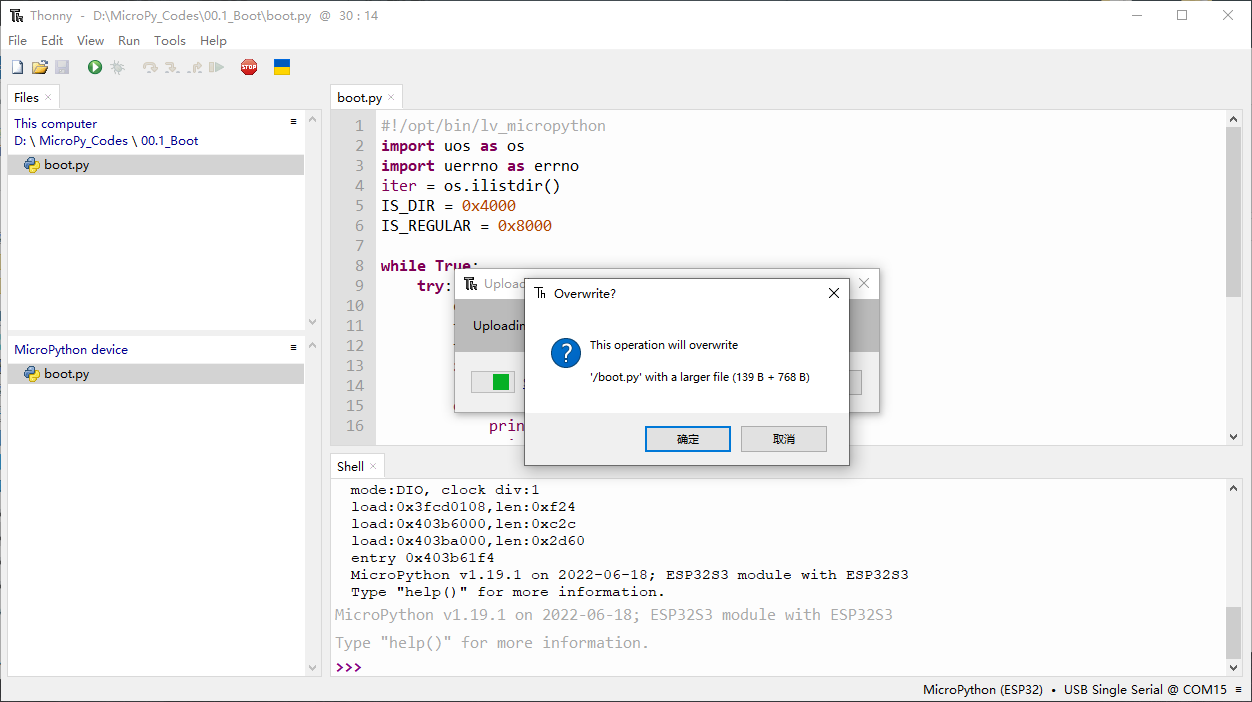 Thonny - D:\MicroPy_Codes\00.1_Boot\boot.py @ 30 : 14
File Edit View Run Tools Help
STOP
Files
This computer
D: \ MicroPy_Codes \ 00.1_Boot
boot.py
MicroPython device
boot.py
boot.py
1 #!/opt/bin/lv_micropython
2 import uos as os
3 import uerrno as errno
4 iter = os.ilistdir()
5 IS_DIR = 0x4000
6 IS_REGULAR = 0x8000
7
8 while True:
9 try:
10
11
12
13
14
15
16 prin
Upload
Uploadin
Overwrite?
This operation will overwrite
'/boot.py' with a larger file (139 B + 768 B)
确定 取消
Shell
mode:DIO, clock div:1
load:0x3fcd0108,len:0xf24
load:0x403b6000,len:0xc2c
load:0x403ba000,len:0x2d60
entry 0x403b61f4
MicroPython v1.19.1 on 2022-06-18; ESP32S3 module with ESP32S3
Type "help()" for more information.
MicroPython v1.19.1 on 2022-06-18; ESP32S3 module with ESP32S3
Type "help()" for more information.
>>>
MicroPython (ESP32) • USB Single Serial @ COM15